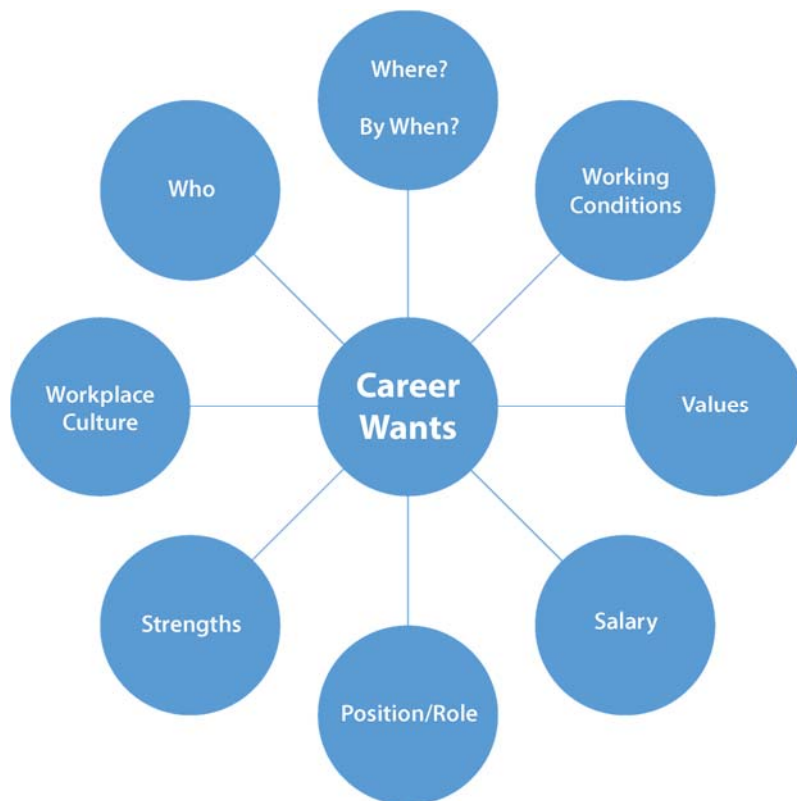 Where?
By When?
Who
Working
Conditions
Workplace
Culture
Career
Wants
Values
Strengths
Salary
Position/Role